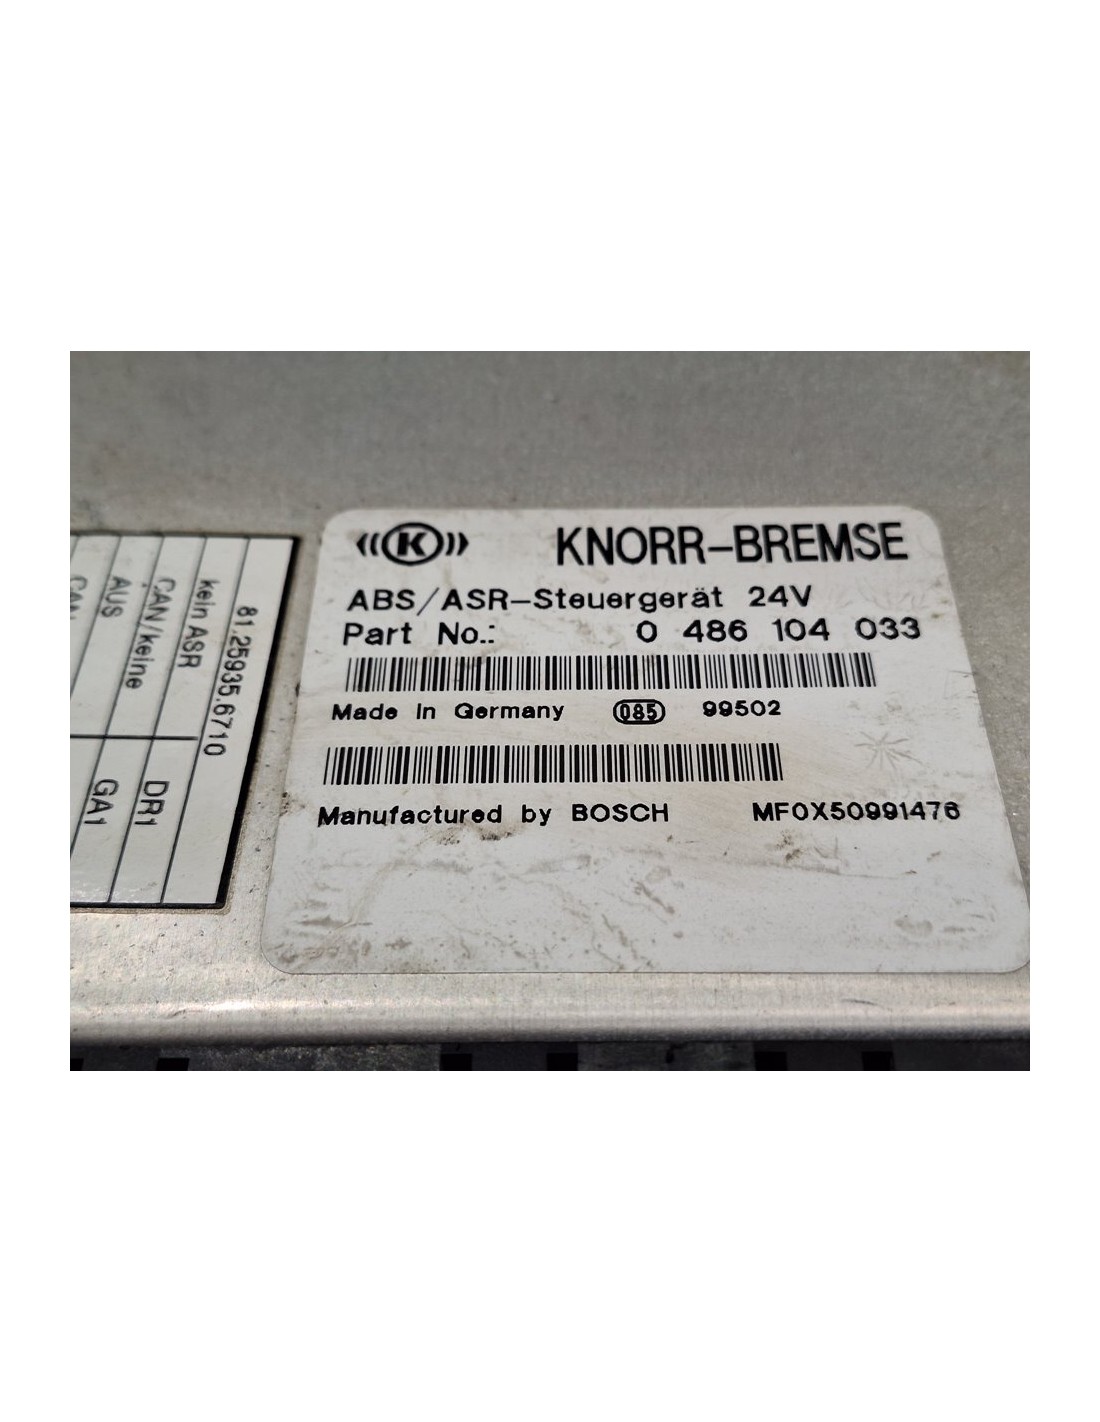 K KNORR-BREMSE
ABS/ASR-Steuergerät 24V
Part No.: 0 486 104 033
Made in Germany 085 99502
Manufactured by BOSCH MF0X50991476
81.25935.6710
kein ASR DR1
CAN/keine GA1
AUS